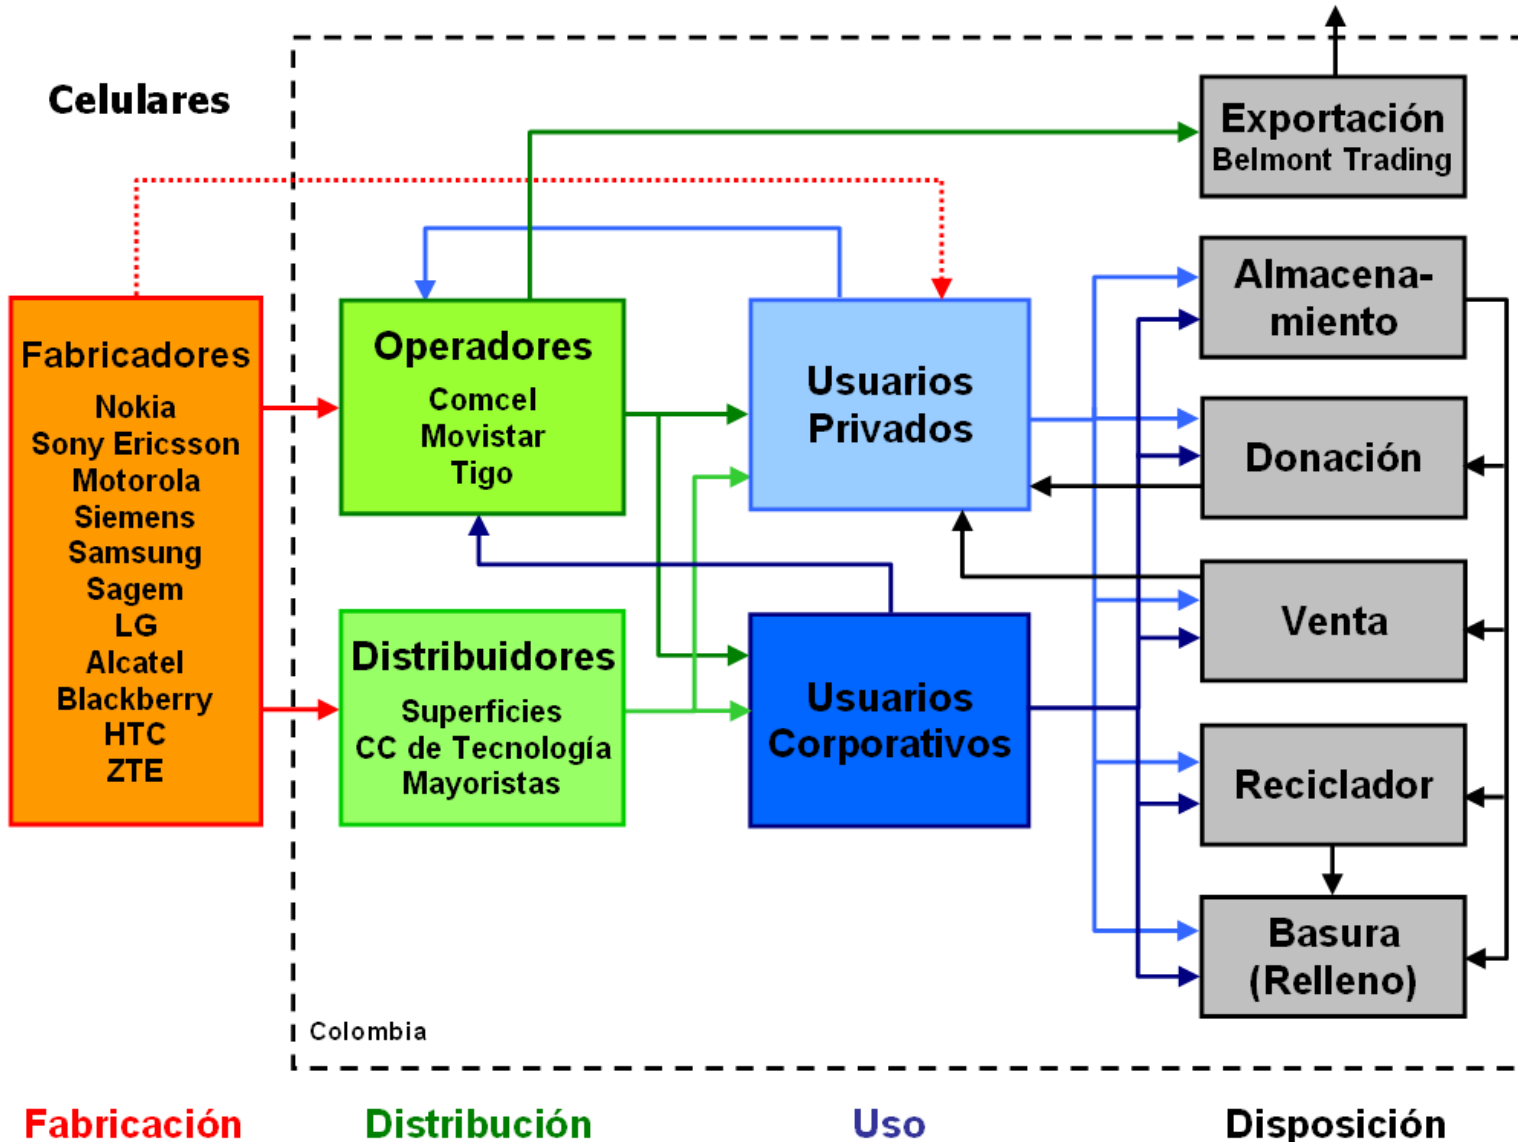 Celulares
Fabricadores
Nokia
Sony Ericsson
Motorola
Siemens
Samsung
Sagem
LG
Alcatel
Blackberry
HTC
ZTE
Operadores
Comcel
Movistar
Tigo
Distribuidores
Superficies
CC de Tecnología
Mayoristas
Usuarios
Privados
Usuarios
Corporativos
Exportación
Belmont Trading
Almacena-
miento
Donación
Venta
Reciclador
Basura
(Relleno)
Colombia
Fabricación
Distribución
Uso
Disposición